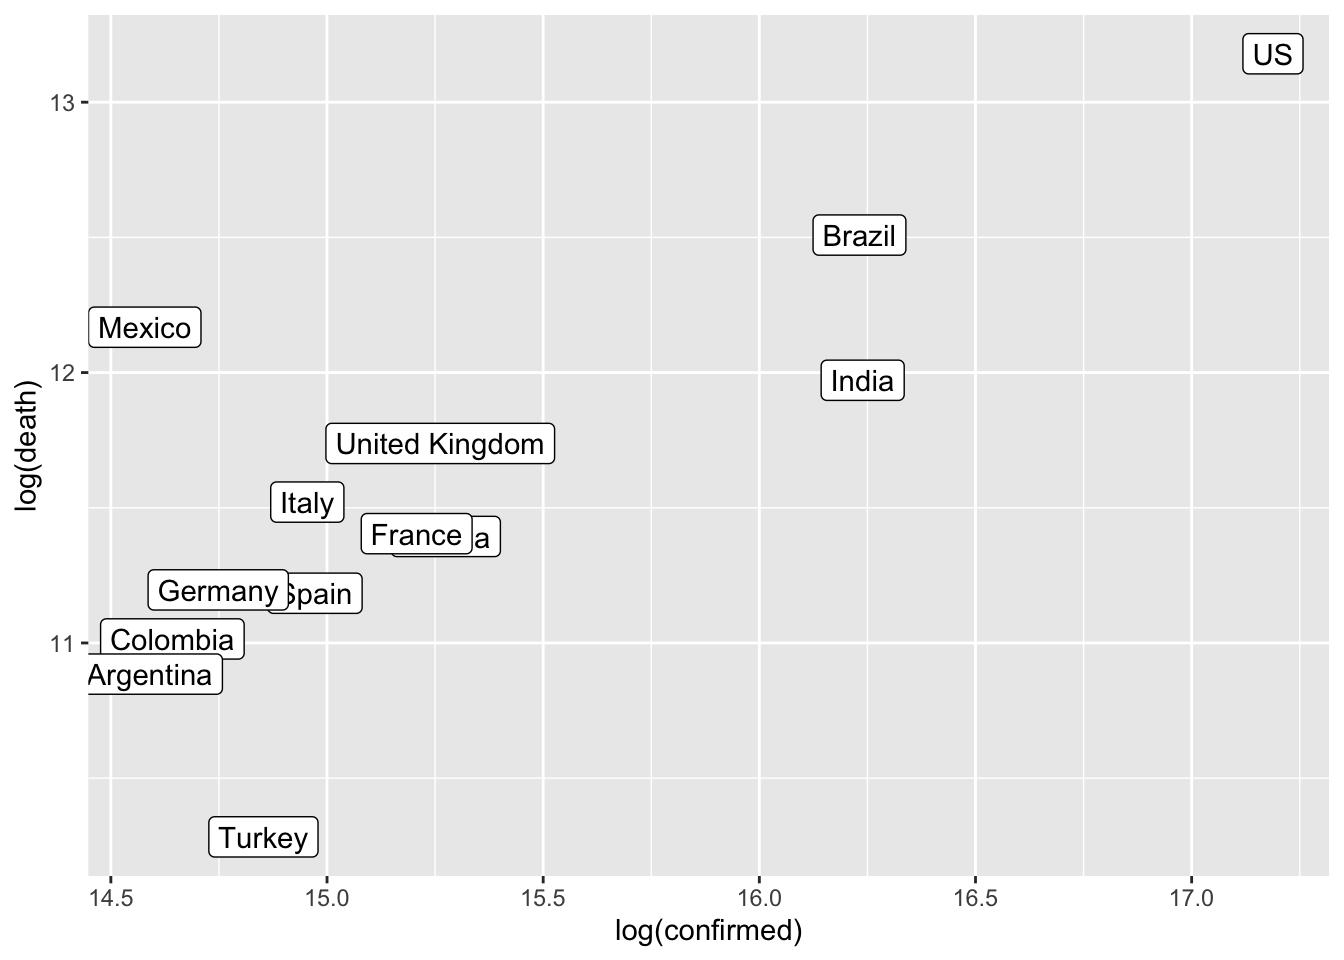 US
13
Brazil
Mexico
12
India
United Kingdom
Italy
France
Germany
Spain
Colombia
11
Argentina
Turkey
log(death)
14.5 15.0 15.5 16.0 16.5 17.0
log(confirmed)